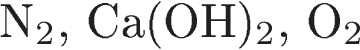 N₂, Ca(OH)₂, O₂